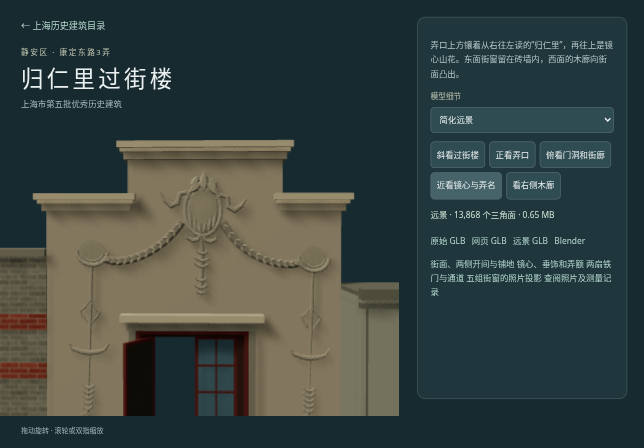 ← 上海历史建筑目录
静安区 · 康定东路3弄
归仁里过街楼
上海市第五批优秀历史建筑
弄口上方镶着从右往左读的“归仁里”，再往上是镜
心山花。东面街窗留在砖墙内，西面的木廊向街
面凸出。
模型细节
简化远景
斜看过街楼 正看弄口 俯看门洞和街廊
近看镜心与弄名 看右侧木廊
远景 · 13,868 个三角面 · 0.65 MB
原始 GLB 网页 GLB 远景 GLB Blender
街面、两侧开间与铺地 镜心、垂饰和弄额 两扇铁
门与通道 五组街窗的照片投影 查阅照片及测量记
录
拖动旋转 · 滚轮或双指缩放